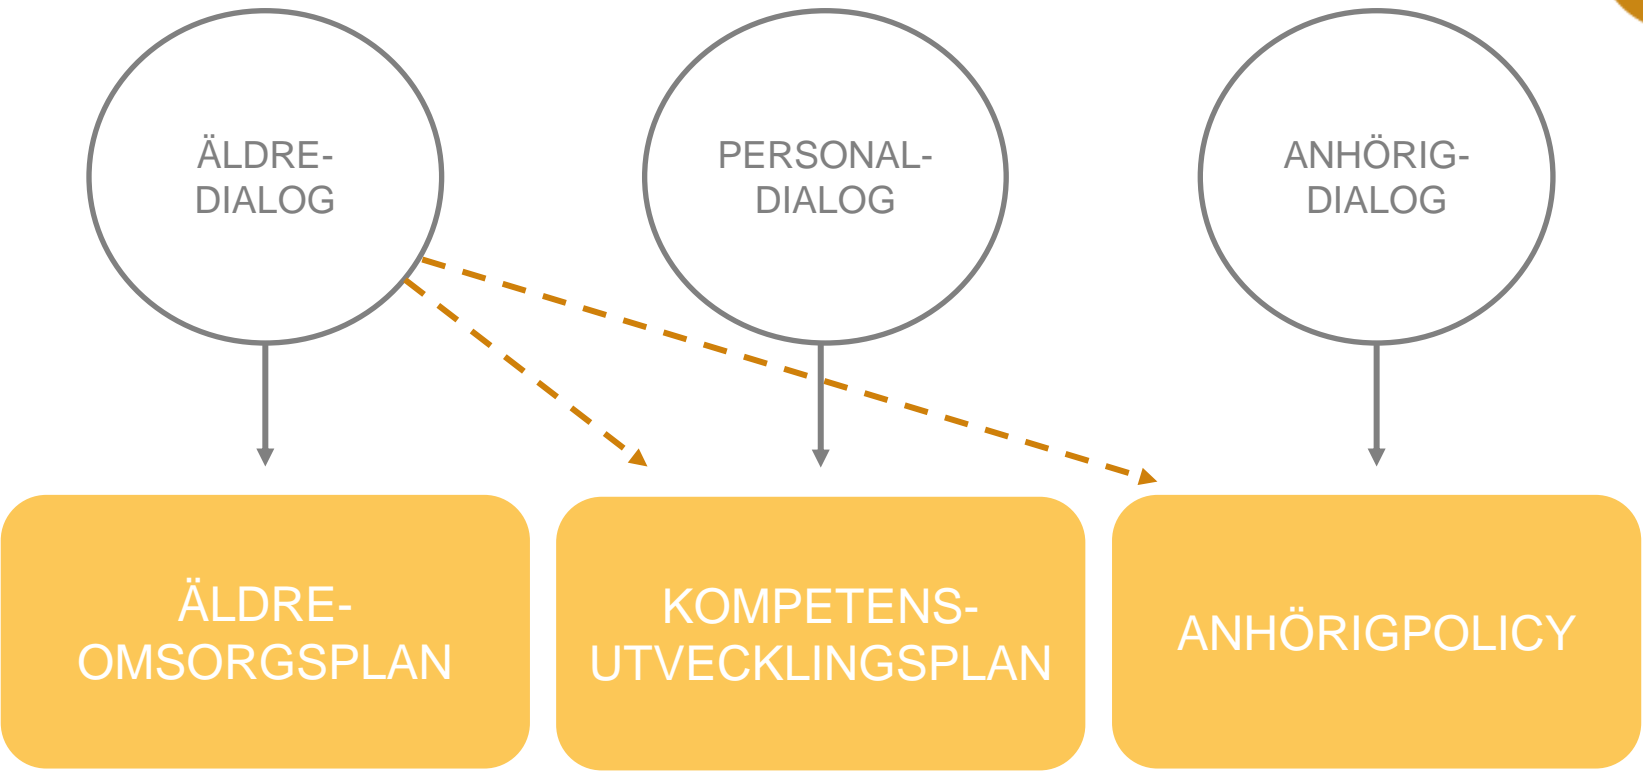 ÄLDRE-
DIALOG
PERSONAL-
DIALOG
ANHÖRIG-
DIALOG
ÄLDRE-
OMSORGSPLAN
KOMPETENS-
UTVECKLINGSPLAN
ANHÖRIGPOLICY